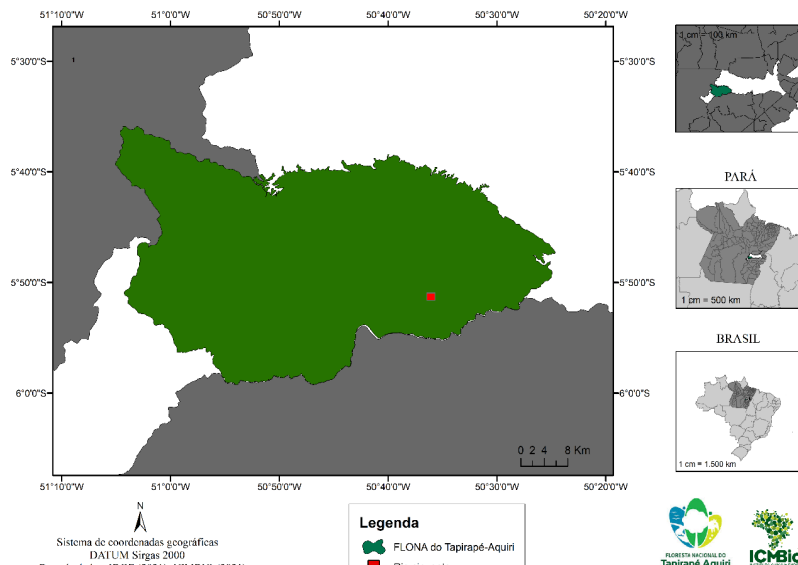 51°10'0"W
51°0'0"W
50°50'0"W
50°40'0"W
50°30'0"W
50°20'0"W
1 cm = 100 km
5°30'0"S
5°30'0"S
1
5°40'0"S
5°40'0"S
PARÁ
5°50'0"S
5°50'0"S
1 cm = 500 km
BRASIL
6°0'0"S
6°0'0"S
0 2 4 8 Km
1 cm = 1.500 km
51°10'0"W
51°0'0"W
50°50'0"W
50°40'0"W
50°30'0"W
50°20'0"W
N
Sistema de coordenadas geográficas
DATUM Sirgas 2000
Legenda
FLONA do Tapirapé-Aquiri
FLORESTA NACIONAL DO
Tapirapé Aquiri
ICMBio